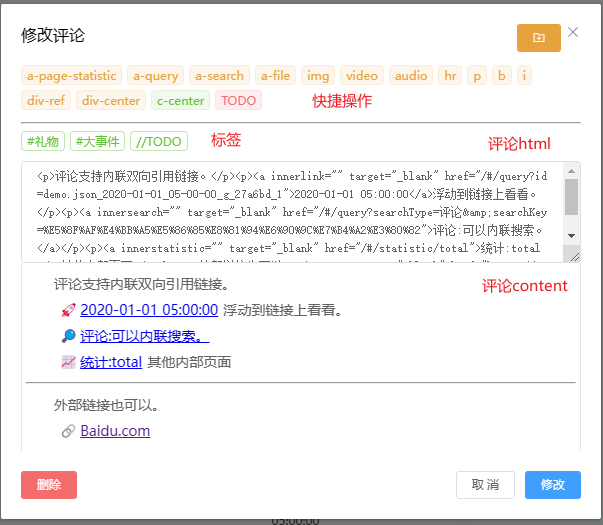 修改评论
a-page-statistic a-query a-search a-file img video audio hr p b i
div-ref div-center c-center TODO 快捷操作
#礼物 #大事件 //TODO 标签 评论html
<p>评论支持内联双向引用链接。</p><p><a innerlink="" target="_blank" href="/#/query?id
=demo.json_2020-01-01_05-00-00_g_27a6bd_1">2020-01-01 05:00:00</a>浮动到链接上看看。
</p><p><a innersearch="" target="_blank" href="/#/query?searchType=评论&amp;searchKey
=%E5%8F%AF%E4%BB%A5%E5%86%85%E8%81%94%E6%90%9C%E7%B4%A2%E3%80%82">评论:可以内联搜索。
</a></p><p><a innerstatistic="" target="_blank" href="/#/statistic/total">统计:total
评论支持内联双向引用链接。 评论content
2020-01-01 05:00:00 浮动到链接上看看。
评论:可以内联搜索。
统计:total 其他内部页面
外部链接也可以。
Baidu.com
删除 取 消 修改
05:00:00